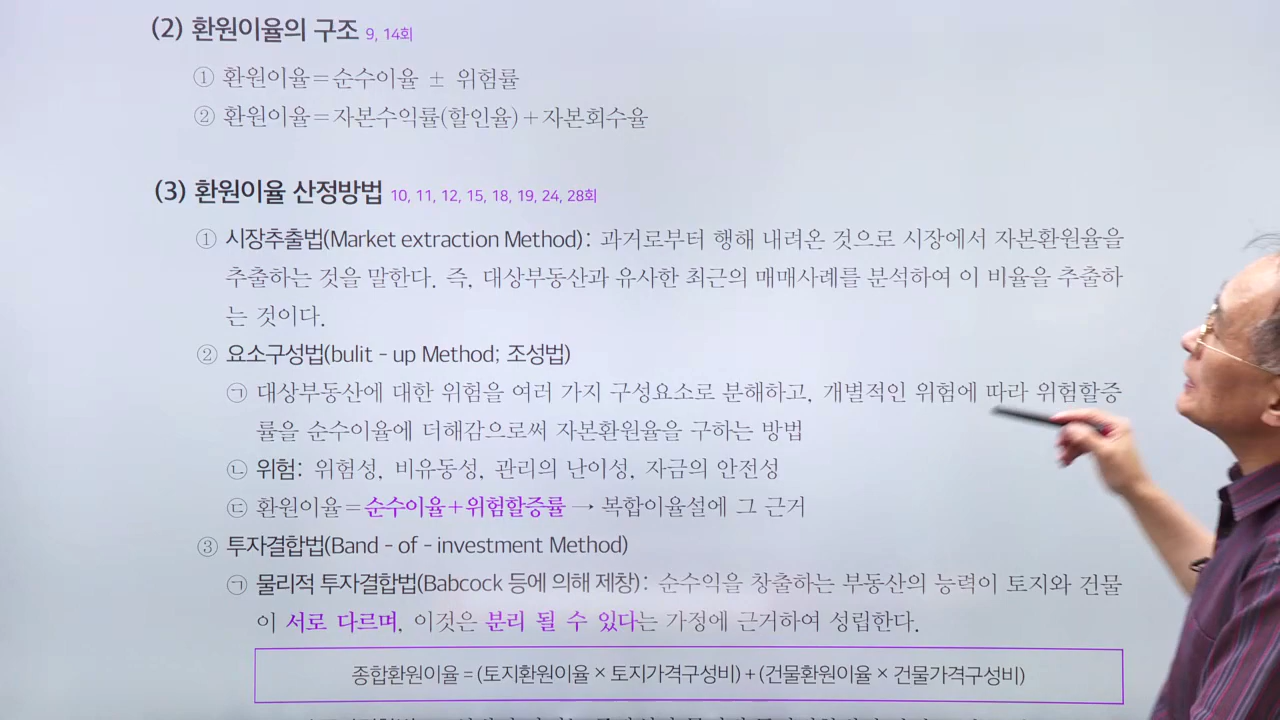 (2) 환원이율의 구조 9, 14회
① 환원이율=순수이율 ± 위험률
② 환원이율=자본수익률(할인율)+자본회수율
(3) 환원이율 산정방법 10, 11, 12, 15, 18, 19, 24, 28회
① 시장추출법(Market extraction Method): 과거로부터 행해 내려온 것으로 시장에서 자본환원율을
추출하는 것을 말한다. 즉, 대상부동산과 유사한 최근의 매매사례를 분석하여 이 비율을 추출하
는 것이다.
② 요소구성법(bulit - up Method; 조성법)
㉠ 대상부동산에 대한 위험을 여러 가지 구성요소로 분해하고, 개별적인 위험에 따라 위험할증
률을 순수이율에 더해감으로써 자본환원율을 구하는 방법
㉡ 위험: 위험성, 비유동성, 관리의 난이성, 자금의 안전성
㉢ 환원이율=순수이율+위험할증률 → 복합이율설에 그 근거
③ 투자결합법(Band - of - investment Method)
㉠ 물리적 투자결합법(Babcock 등에 의해 제창): 순수익을 창출하는 부동산의 능력이 토지와 건물
이 서로 다르며, 이것은 분리 될 수 있다는 가정에 근거하여 성립한다.
종합환원이율=(토지환원이율×토지가격구성비)+(건물환원이율×건물가격구성비)